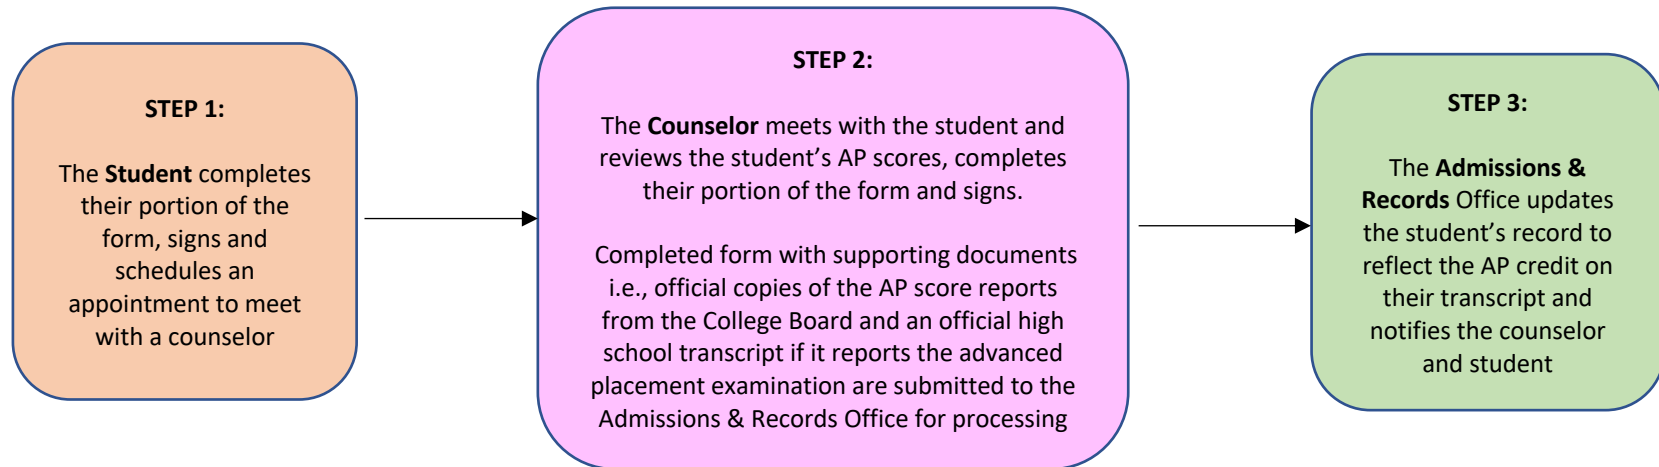 STEP 1:
The Student completes
their portion of the
form, signs and
schedules an
appointment to meet
with a counselor
STEP 2:
The Counselor meets with the student and
reviews the student’s AP scores, completes
their portion of the form and signs.
Completed form with supporting documents
i.e., official copies of the AP score reports
from the College Board and an official high
school transcript if it reports the advanced
placement examination are submitted to the
Admissions & Records Office for processing
STEP 3:
The Admissions &
Records Office updates
the student’s record to
reflect the AP credit on
their transcript and
notifies the counselor
and student